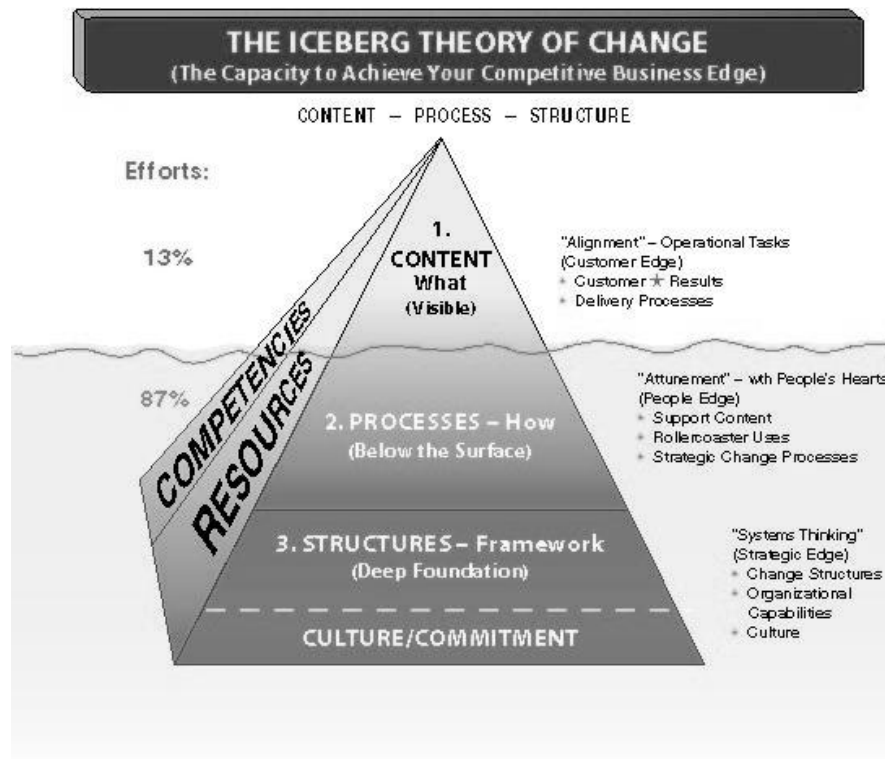 THE ICEBERG THEORY OF CHANGE
(The Capacity to Achieve Your Competitive Business Edge)
CONTENT – PROCESS – STRUCTURE
Efforts:
13%
1.
CONTENT
What
(Visible)
"Alignment" – Operational Tasks
(Customer Edge)
• Customer ★ Results
• Delivery Processes
COMPETENCIES
RESOURCES
87%
2. PROCESSES – How
(Below the Surface)
"Attunement" – wth People's Hearts
(People Edge)
• Support Content
• Rollercoaster Uses
• Strategic Change Processes
3. STRUCTURES – Framework
(Deep Foundation)
"Systems Thinking"
(Strategic Edge)
• Change Structures
• Organizational
Capabilities
• Culture
CULTURE/COMMITMENT